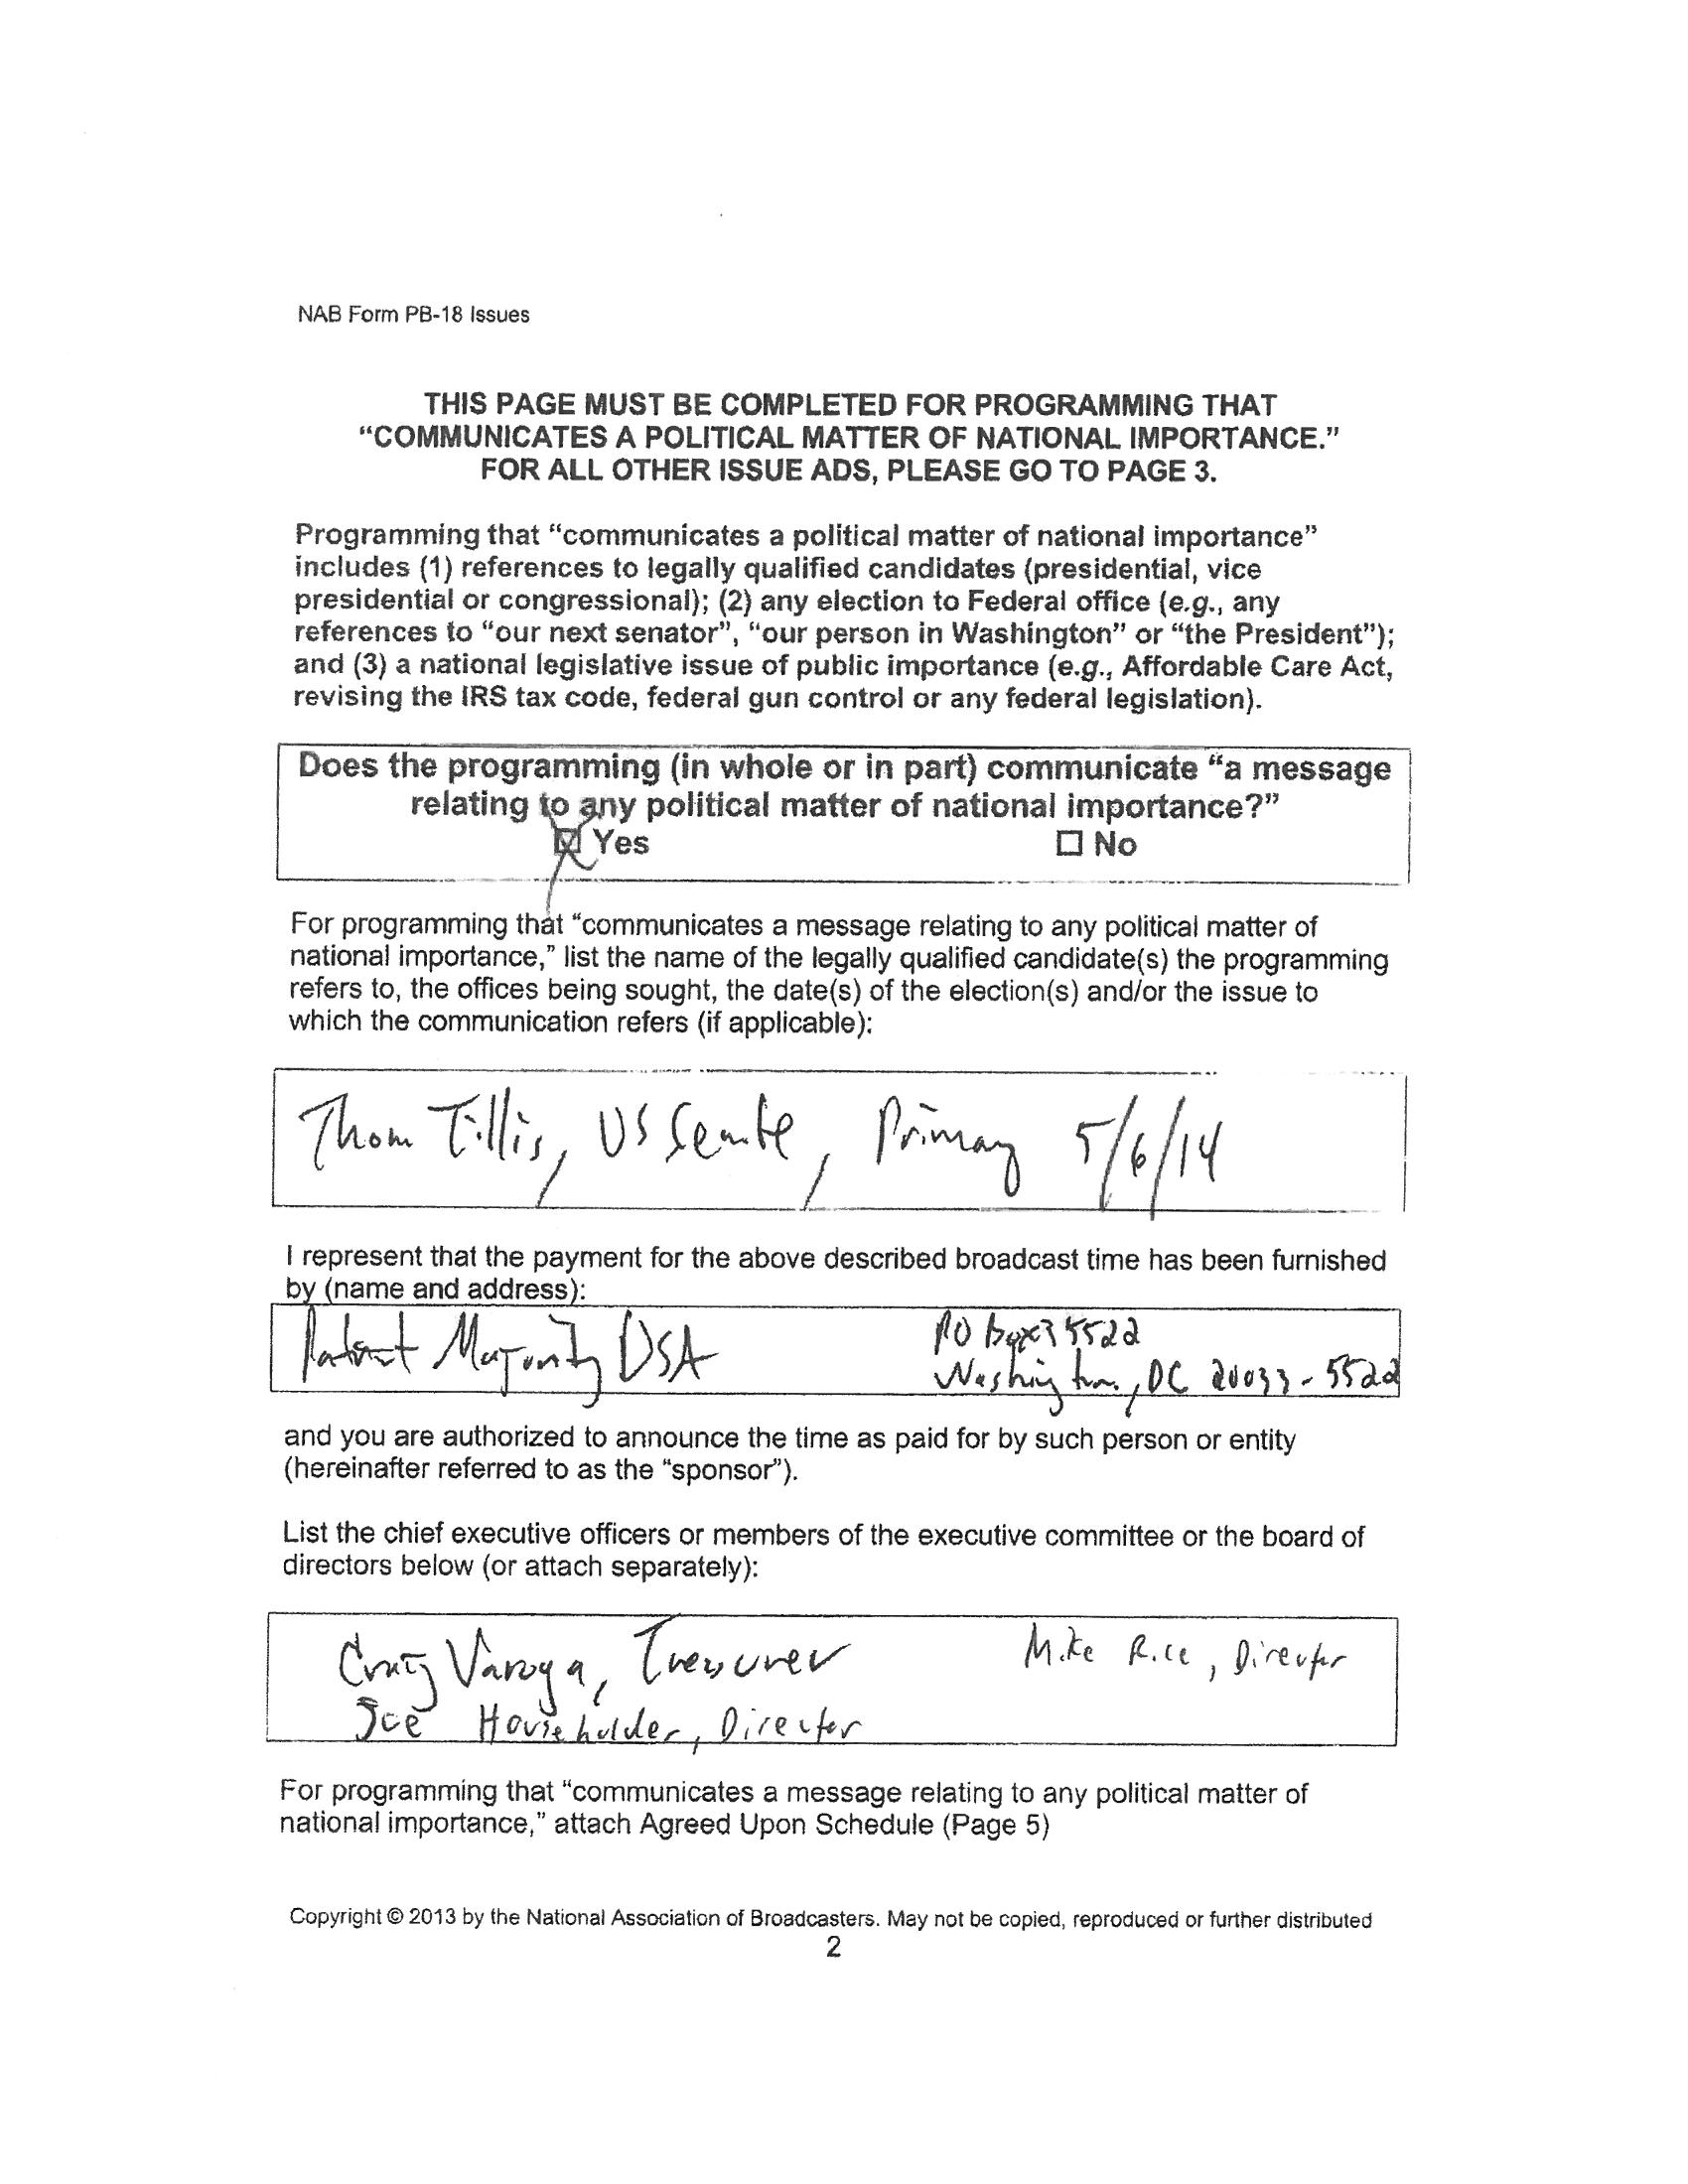 NAB Form PB-18 Issues
THIS PAGE MUST BE COMPLETED FOR PROGRAMMING THAT
“COMMUNICATES A POLITICAL MATTER OF NATIONAL IMPORTANCE.”
FOR ALL OTHER ISSUE ADS, PLEASE GO TO PAGE 3.
Programming that “communicates a political matter of national importance”
includes (1) references to legally qualified candidates (presidential, vice
presidential or congressional); (2) any election to Federal office (e.g., any
references to “our next senator”, “our person in Washington” or “the President”);
and (3) a national legislative issue of public importance (e.g., Affordable Care Act,
revising the IRS tax code, federal gun control or any federal legislation).
Does the programming (in whole or in part) communicate “a message
relating to any political matter of national importance?”
☒ Yes ☐ No
For programming that “communicates a message relating to any political matter of
national importance,” list the name of the legally qualified candidate(s) the programming
refers to, the offices being sought, the date(s) of the election(s) and/or the issue to
which the communication refers (if applicable):
Thom Tillis, US Senate, Primary 5/6/14
I represent that the payment for the above described broadcast time has been furnished
by (name and address):
Patriot Majority USA PO Box 35522
Washington, DC 20033-5522
and you are authorized to announce the time as paid for by such person or entity
(hereinafter referred to as the “sponsor”).
List the chief executive officers or members of the executive committee or the board of
directors below (or attach separately):
Craig Varoga, Treasurer Mike Rice, Director
Joe Householder, Director
For programming that “communicates a message relating to any political matter of
national importance,” attach Agreed Upon Schedule (Page 5)
Copyright © 2013 by the National Association of Broadcasters. May not be copied, reproduced or further distributed
2